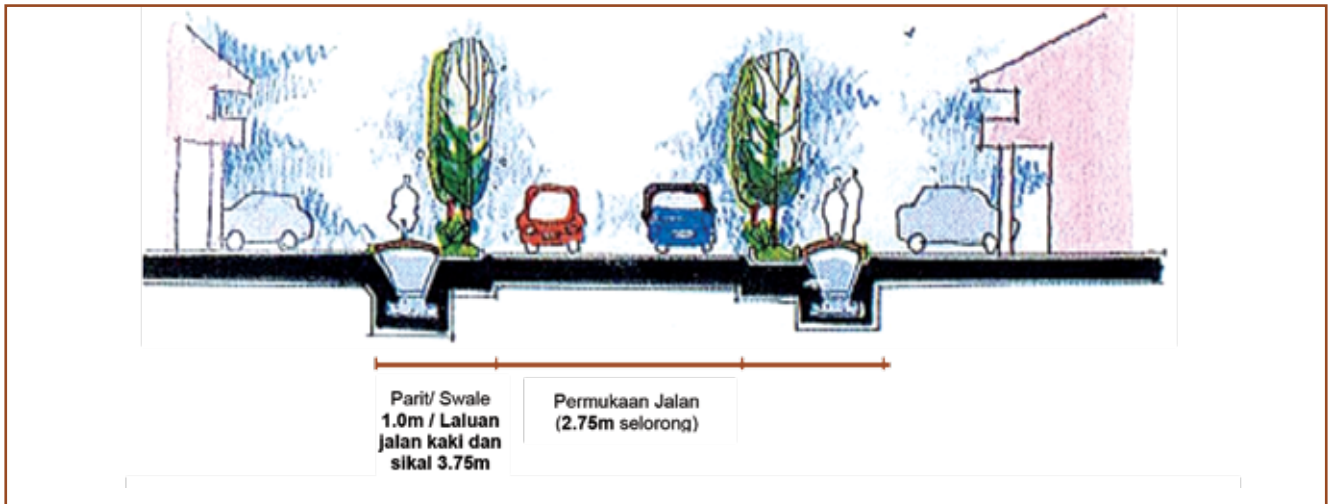 Parit/ Swale
1.0m / Laluan
jalan kaki dan
sikal 3.75m
Permukaan Jalan
(2.75m selorong)